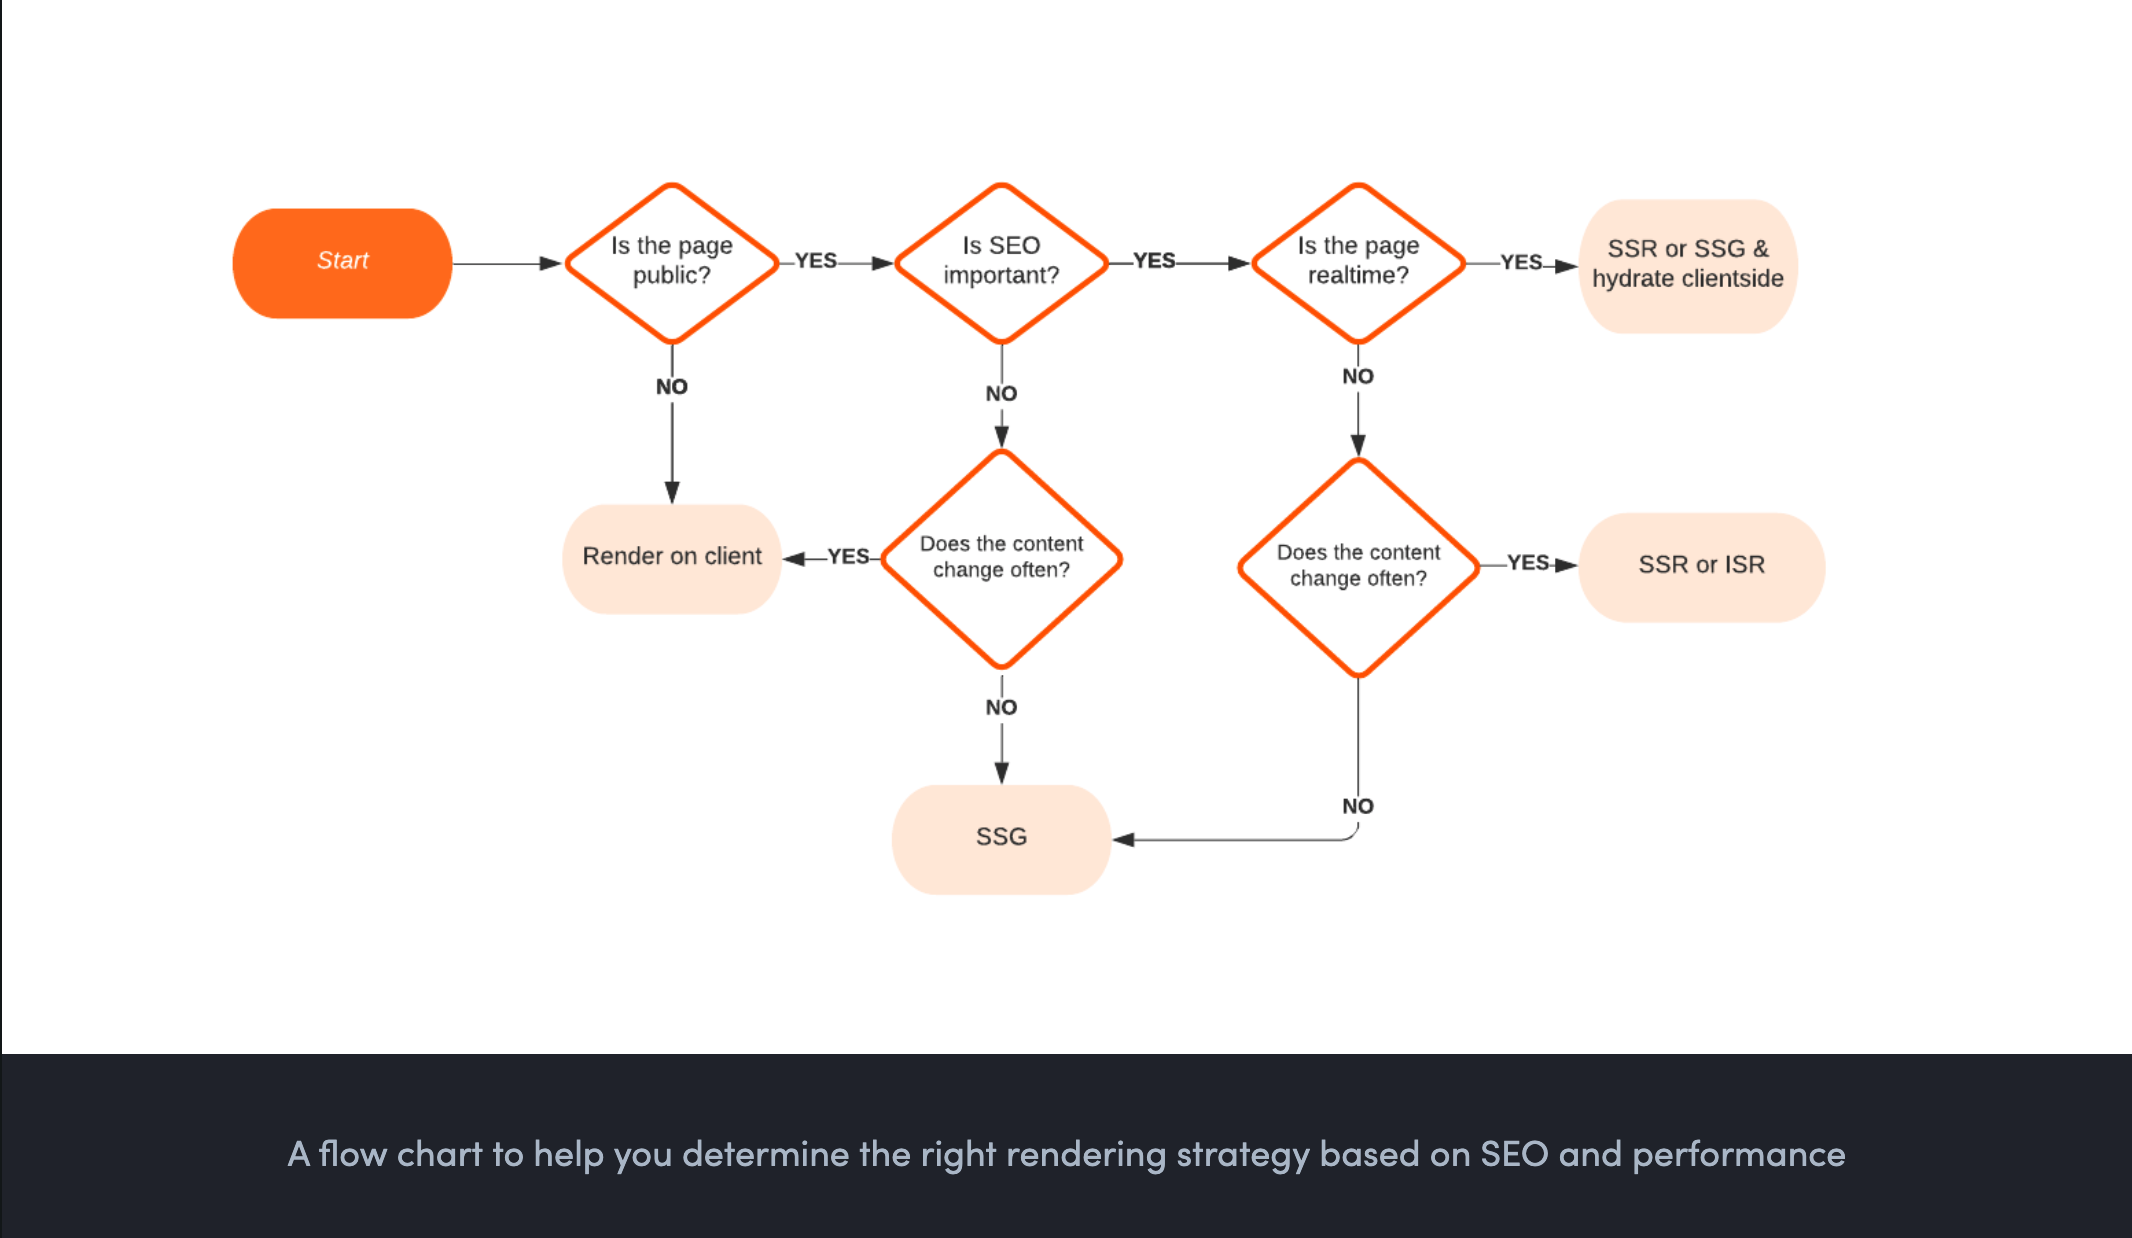 Start
Is the page
public?
YES
Is SEO
important?
YES
Is the page
realtime?
YES
SSR or SSG &
hydrate clientside
NO
NO
NO
Render on client
YES
Does the content
change often?
Does the content
change often?
YES
SSR or ISR
NO
NO
SSG
A flow chart to help you determine the right rendering strategy based on SEO and performance